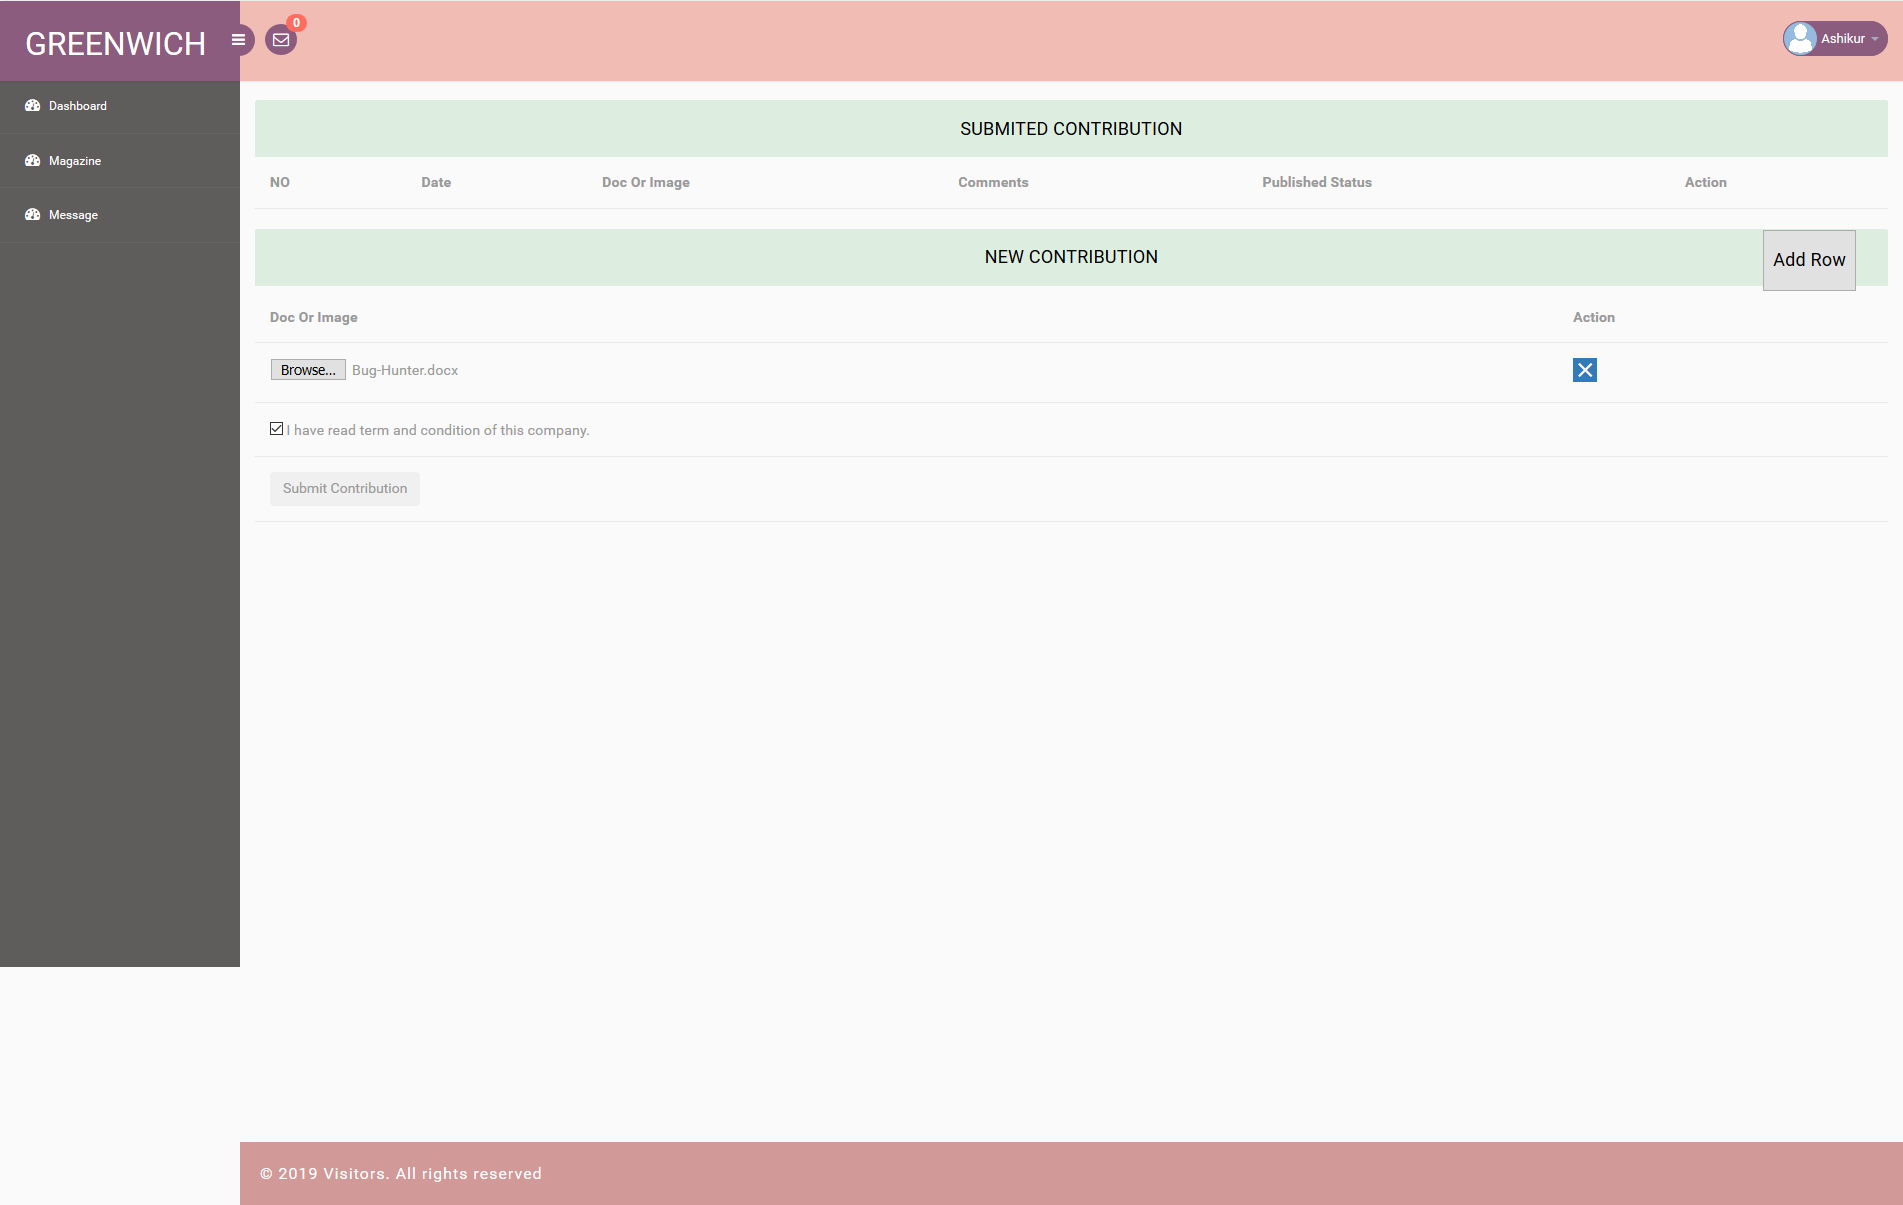 GREENWICH
0
Ashikur
Dashboard
Magazine
Message
SUBMITED CONTRIBUTION
NO Date Doc Or Image Comments Published Status Action
NEW CONTRIBUTION
Add Row
Doc Or Image Action
Browse... Bug-Hunter.docx
I have read term and condition of this company.
Submit Contribution
© 2019 Visitors. All rights reserved